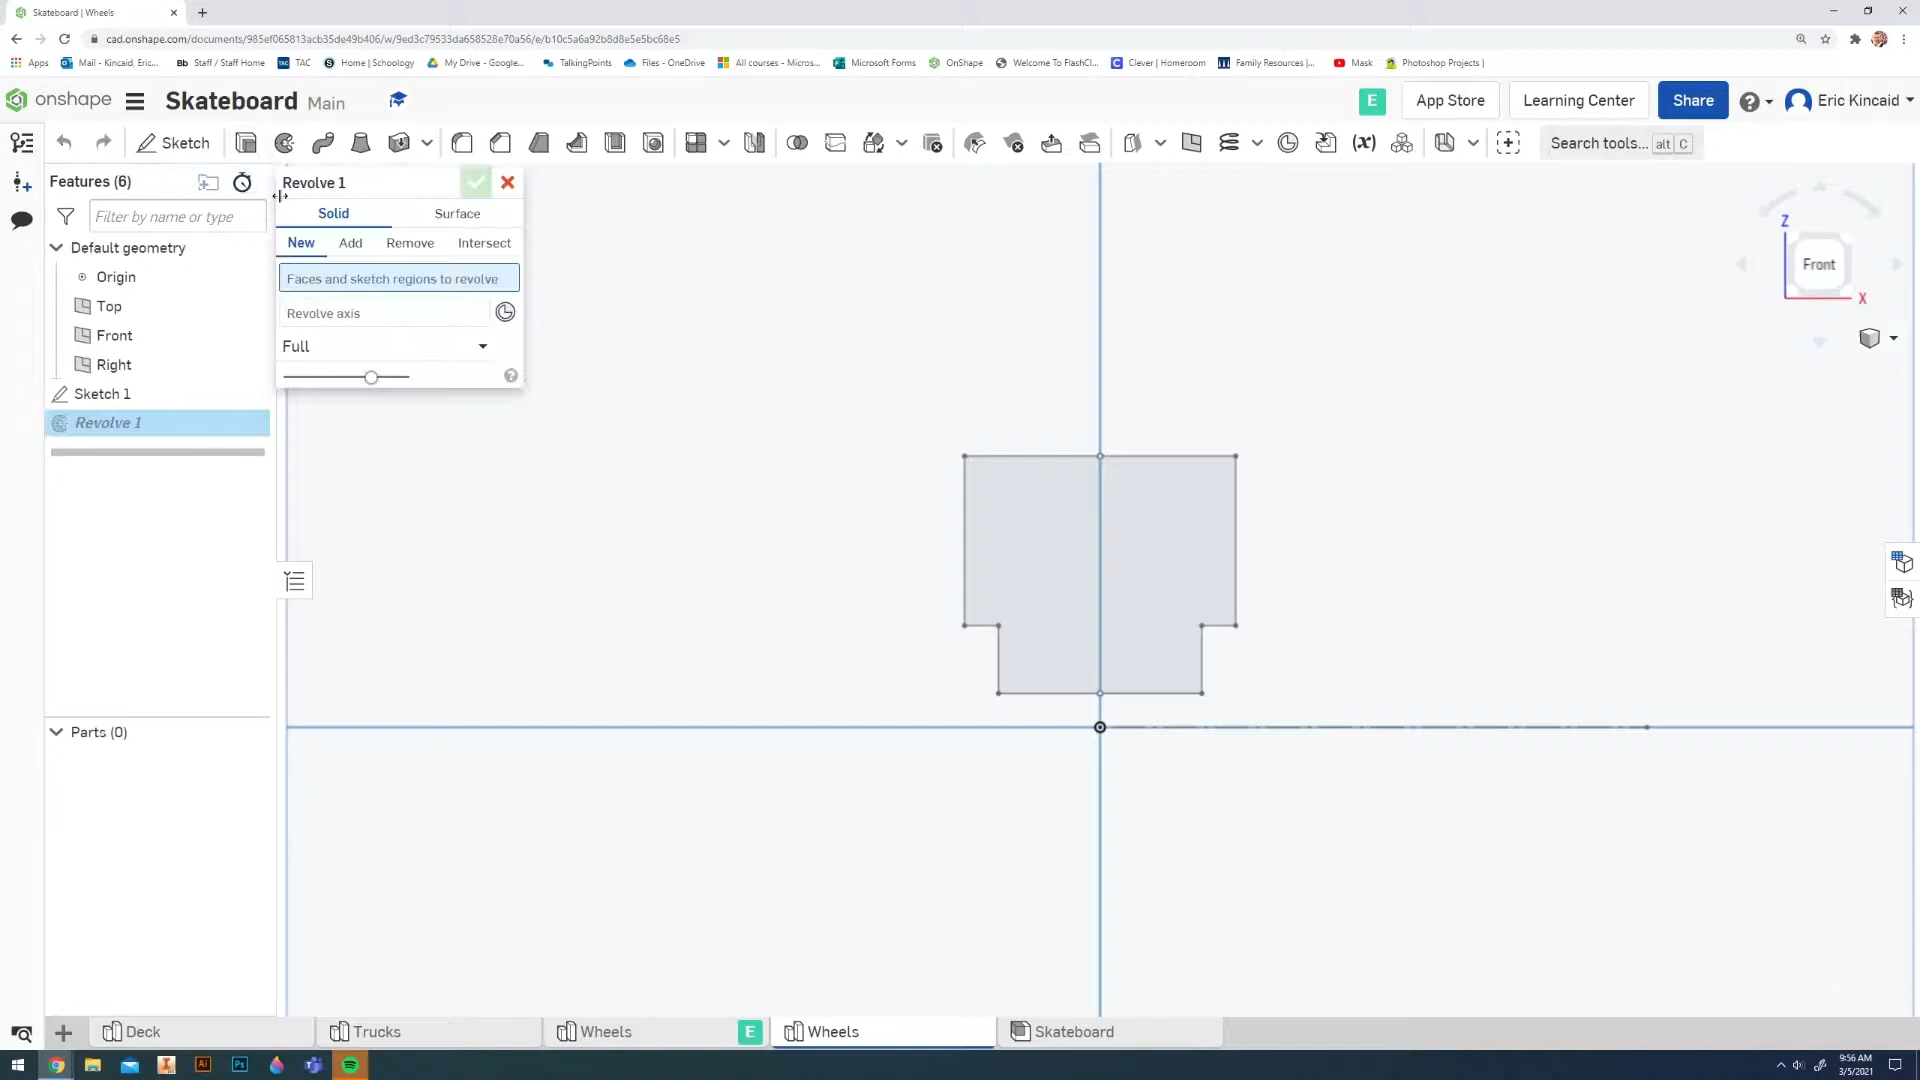 Skateboard | Wheels
cad.onshape.com/documents/985ef065813acb35de49b406/w/9ed3c79533da658528e70a56/e/b10c5a6a92b8d8e5e5bc68e5
Apps Mail - Kincaid, Eric... Bb Staff / Staff Home TAC TAC Home | Schoology My Drive - Google... TalkingPoints Files - OneDrive All courses - Micros... Microsoft Forms OnShape Welcome To FlashCl... Clever | Homeroom Family Resources |... Mask Photoshop Projects |
onshape Skateboard Main E App Store Learning Center Share Eric Kincaid
Sketch (x) Search tools... alt C
Features (6)
Filter by name or type
Default geometry
Origin
Top
Front
Right
Sketch 1
Revolve 1
Parts (0)
Revolve 1
Solid Surface
New Add Remove Intersect
Faces and sketch regions to revolve
Revolve axis
Full
Z
Front
X
Deck Trucks Wheels E Wheels Skateboard
Ai Ps
9:56 AM
3/5/2021